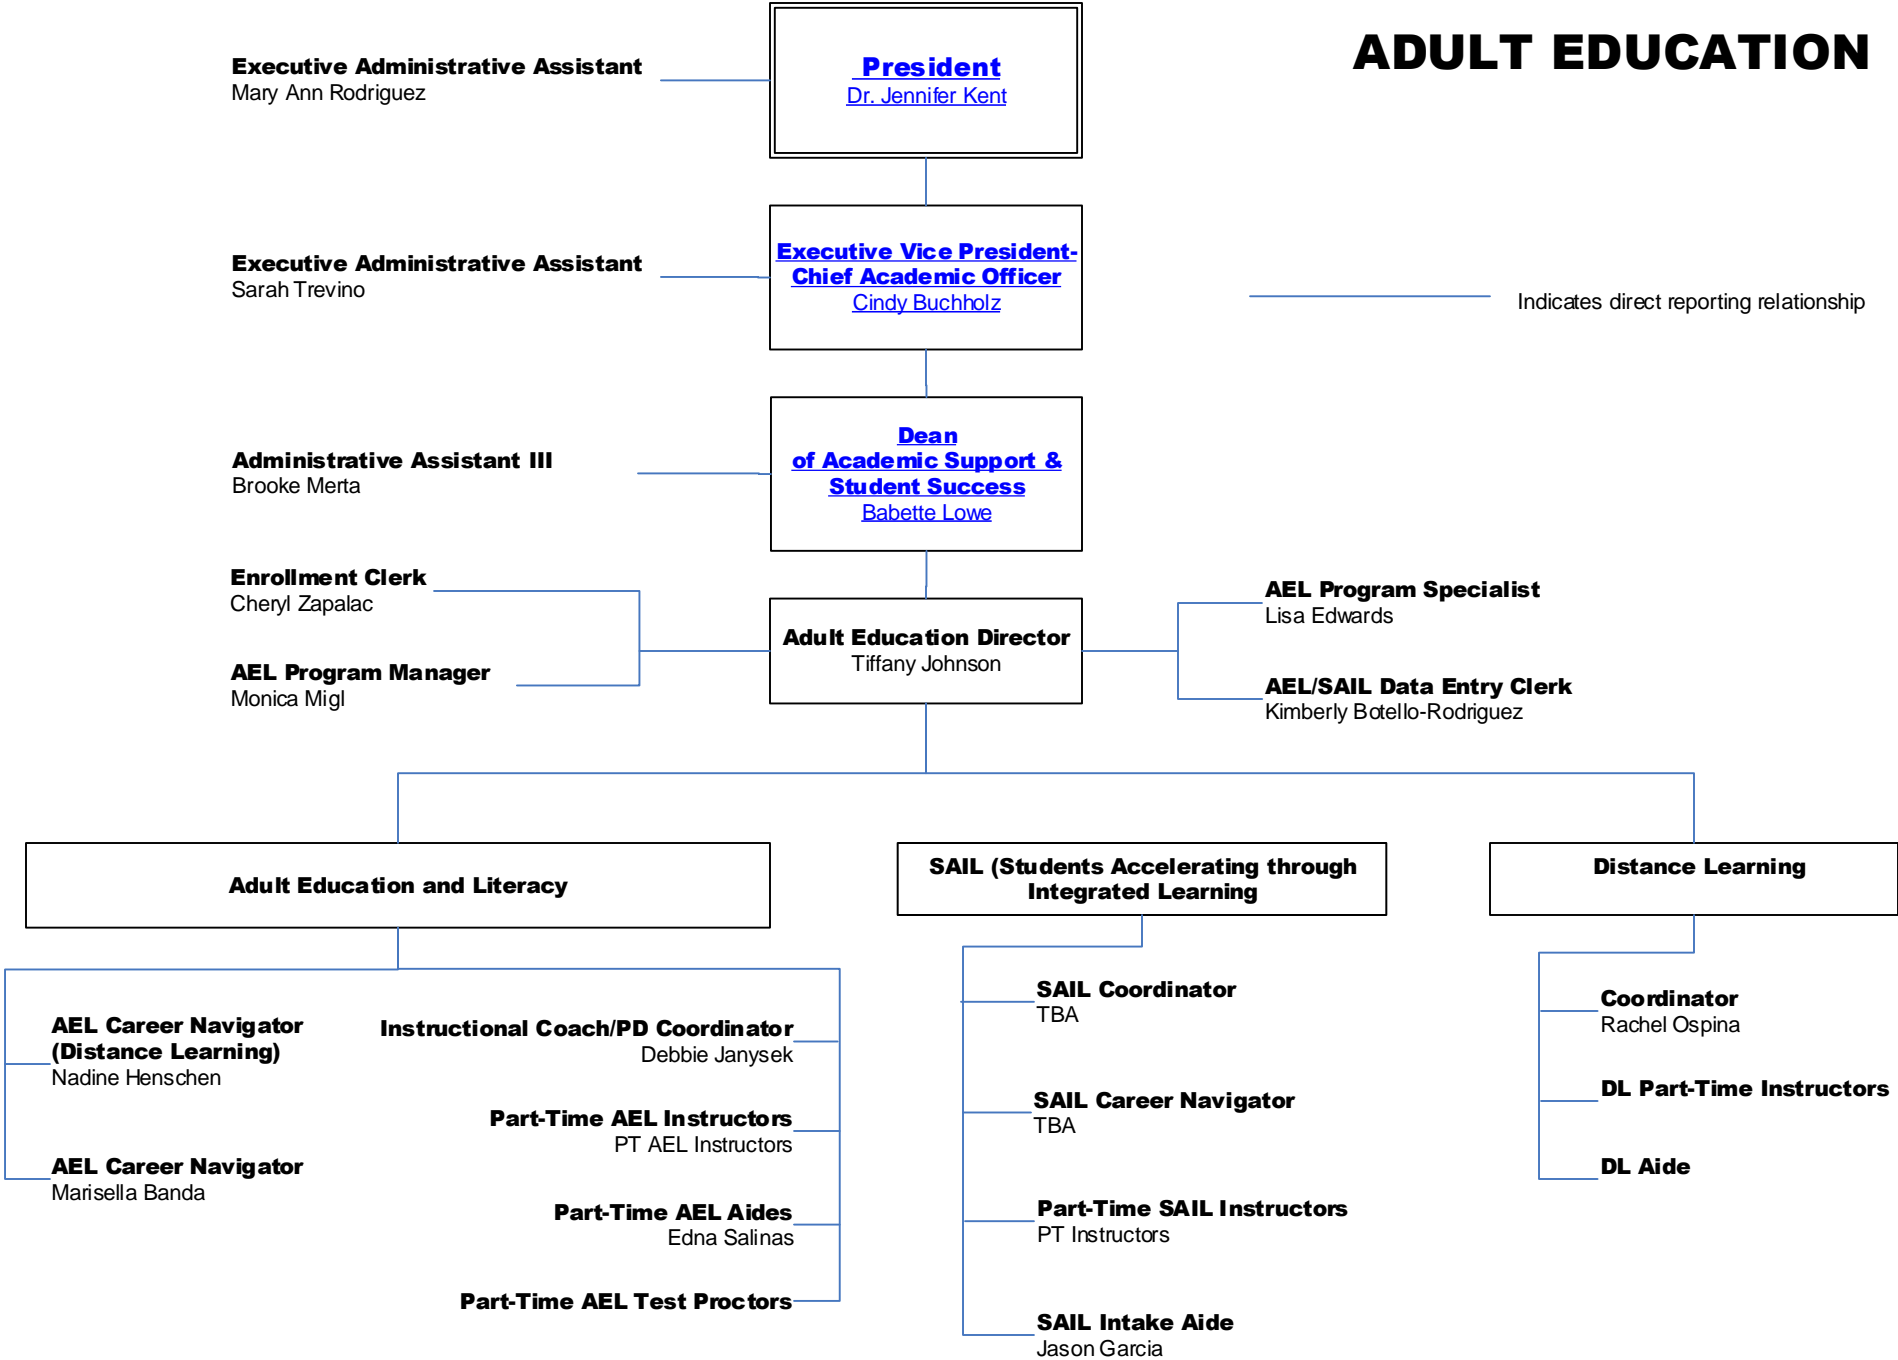 ADULT EDUCATION
Executive Administrative Assistant
Mary Ann Rodriguez
President
Dr. Jennifer Kent
Executive Administrative Assistant
Sarah Trevino
Executive Vice President-
Chief Academic Officer
Cindy Buchholz
Indicates direct reporting relationship
Administrative Assistant III
Brooke Merta
Dean
of Academic Support &
Student Success
Babette Lowe
Enrollment Clerk
Cheryl Zapalac
AEL Program Manager
Monica Migl
Adult Education Director
Tiffany Johnson
AEL Program Specialist
Lisa Edwards
AEL/SAIL Data Entry Clerk
Kimberly Botello-Rodriguez
Adult Education and Literacy
AEL Career Navigator
(Distance Learning)
Nadine Henschen
AEL Career Navigator
Marisella Banda
Instructional Coach/PD Coordinator
Debbie Janysek
Part-Time AEL Instructors
PT AEL Instructors
Part-Time AEL Aides
Edna Salinas
Part-Time AEL Test Proctors
SAIL (Students Accelerating through
Integrated Learning
SAIL Coordinator
TBA
SAIL Career Navigator
TBA
Part-Time SAIL Instructors
PT Instructors
SAIL Intake Aide
Jason Garcia
Distance Learning
Coordinator
Rachel Ospina
DL Part-Time Instructors
DL Aide